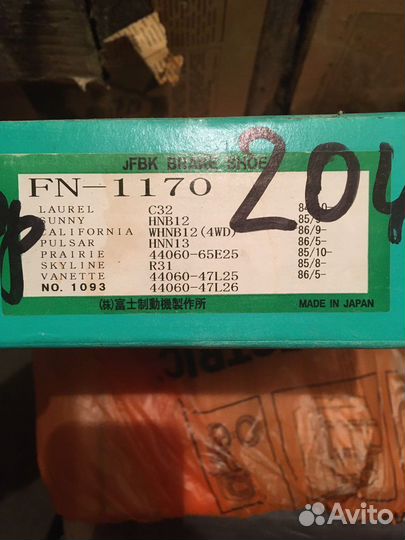 JFBK BRAKE SHOE
FN-1170
204
LAUREL C32
SUNNY HNB12 85/9-
CALIFORNIA WHNB12(4WD) 86/9-
PULSAR HNN13 86/5-
PRAIRIE 44060-65E25 85/10-
SKYLINE R31 85/8-
VANETTE 44060-47L25 86/5-
NO. 1093 44060-47L26
(株)富士制動機製作所 MADE IN JAPAN
Avito